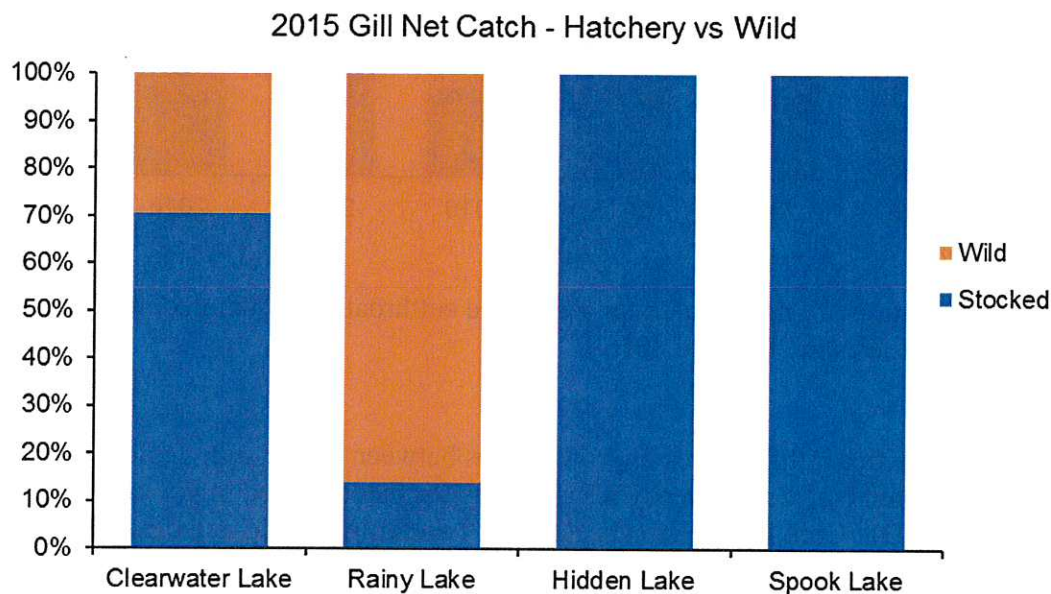 2015 Gill Net Catch - Hatchery vs Wild
100%
90%
80%
70%
60%
50%
40%
30%
20%
10%
0%
Wild
Stocked
Clearwater Lake Rainy Lake Hidden Lake Spook Lake